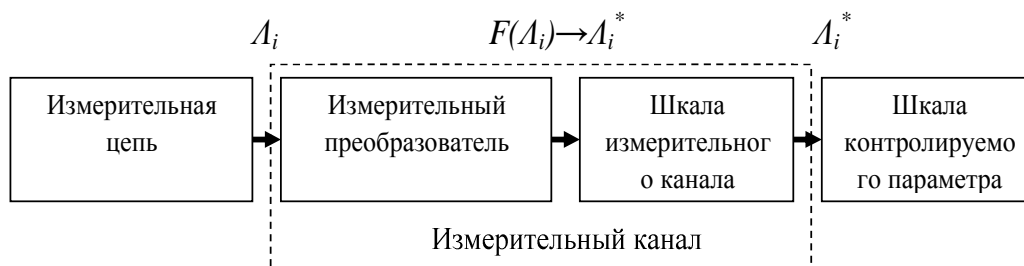 Λi F(Λi)→Λi* Λi*
Измерительная
цепь
Измерительный
преобразователь
Шкала
измерительног
о канала
Шкала
контролируемо
го параметра
Измерительный канал